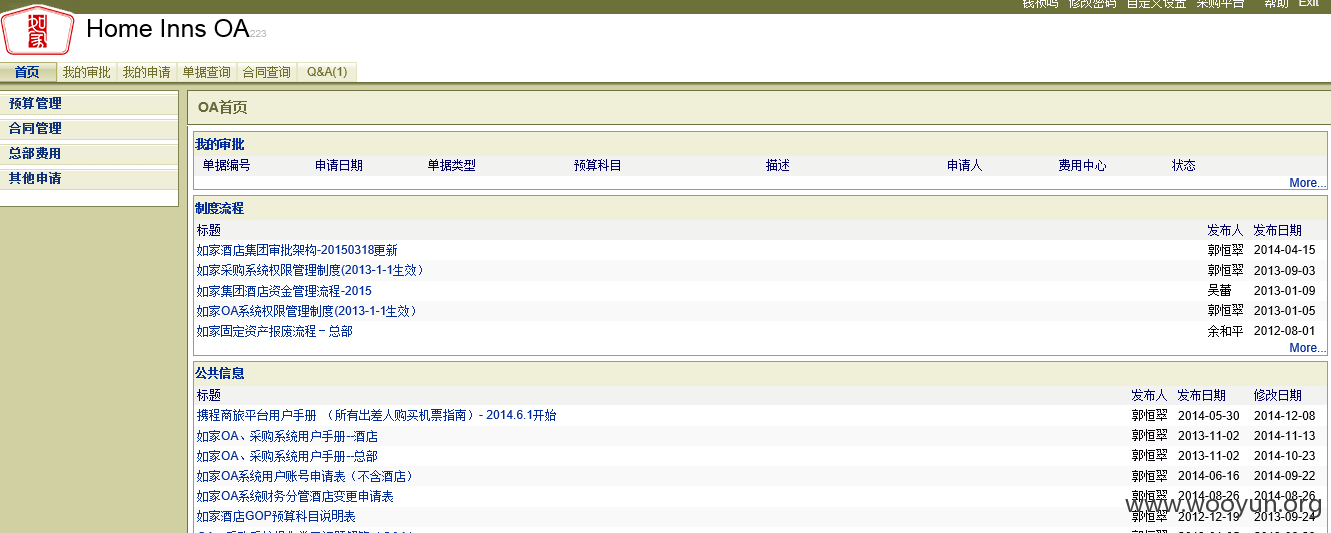 修改密码 自定义设置 采购平台 帮助 Exit
如家
Home Inns OA 223
首页 我的审批 我的申请 单据查询 合同查询 Q&A(1)
预算管理
合同管理
总部费用
其他申请
OA首页
我的审批
单据编号 申请日期 单据类型 预算科目 描述 申请人 费用中心 状态
More...
制度流程
标题 发布人 发布日期
如家酒店集团审批架构-20150318更新 郭恒翠 2014-04-15
如家采购系统权限管理制度(2013-1-1生效） 郭恒翠 2013-09-03
如家集团酒店资金管理流程-2015 吴蕾 2013-01-09
如家OA系统权限管理制度(2013-1-1生效） 郭恒翠 2013-01-05
如家固定资产报废流程－总部 余和平 2012-08-01
More...
公共信息
标题 发布人 发布日期 修改日期
携程商旅平台用户手册 （所有出差人购买机票指南）- 2014.6.1开始 郭恒翠 2014-05-30 2014-12-08
如家OA、采购系统用户手册--酒店 郭恒翠 2013-11-02 2014-11-13
如家OA、采购系统用户手册--总部 郭恒翠 2013-11-02 2014-10-23
如家OA系统用户账号申请表（不含酒店） 郭恒翠 2014-06-16 2014-09-22
如家OA系统财务分管酒店变更申请表 郭恒翠 2014-08-26 2014-08-26
如家酒店GOP预算科目说明表 郭恒翠 2012-12-19 2013-09-24
www.wooyun.org